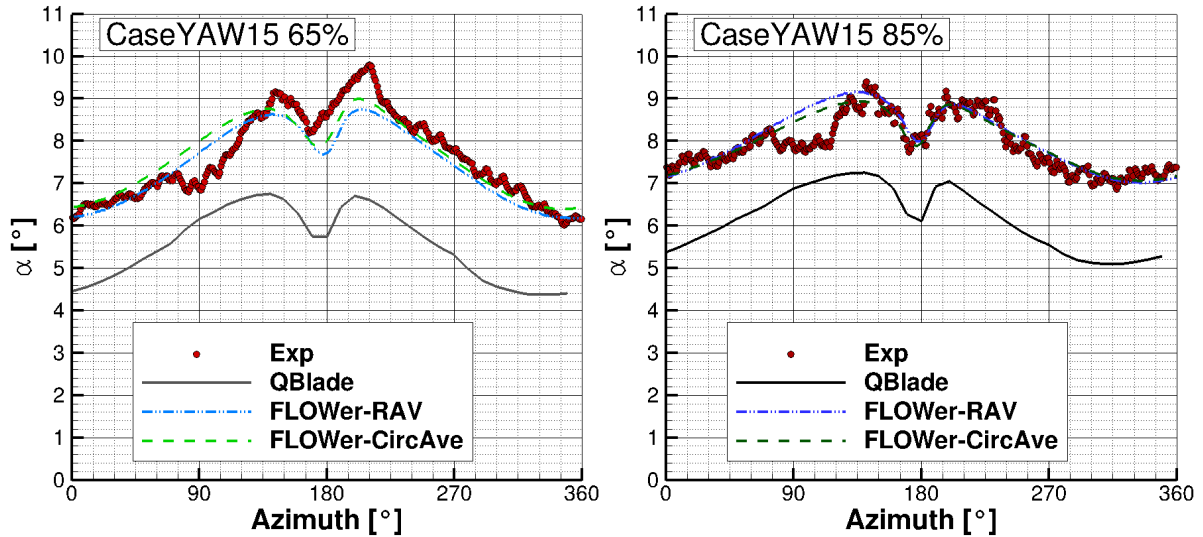 CaseYAW15 65%
11
10
9
8
7
6
5
4
3
2
1
0
α [°]
Exp
QBlade
FLOWer-RAV
FLOWer-CircAve
0 90 180 270 360
Azimuth [°]
CaseYAW15 85%
11
10
9
8
7
6
5
4
3
2
1
0
α [°]
Exp
QBlade
FLOWer-RAV
FLOWer-CircAve
0 90 180 270 360
Azimuth [°]